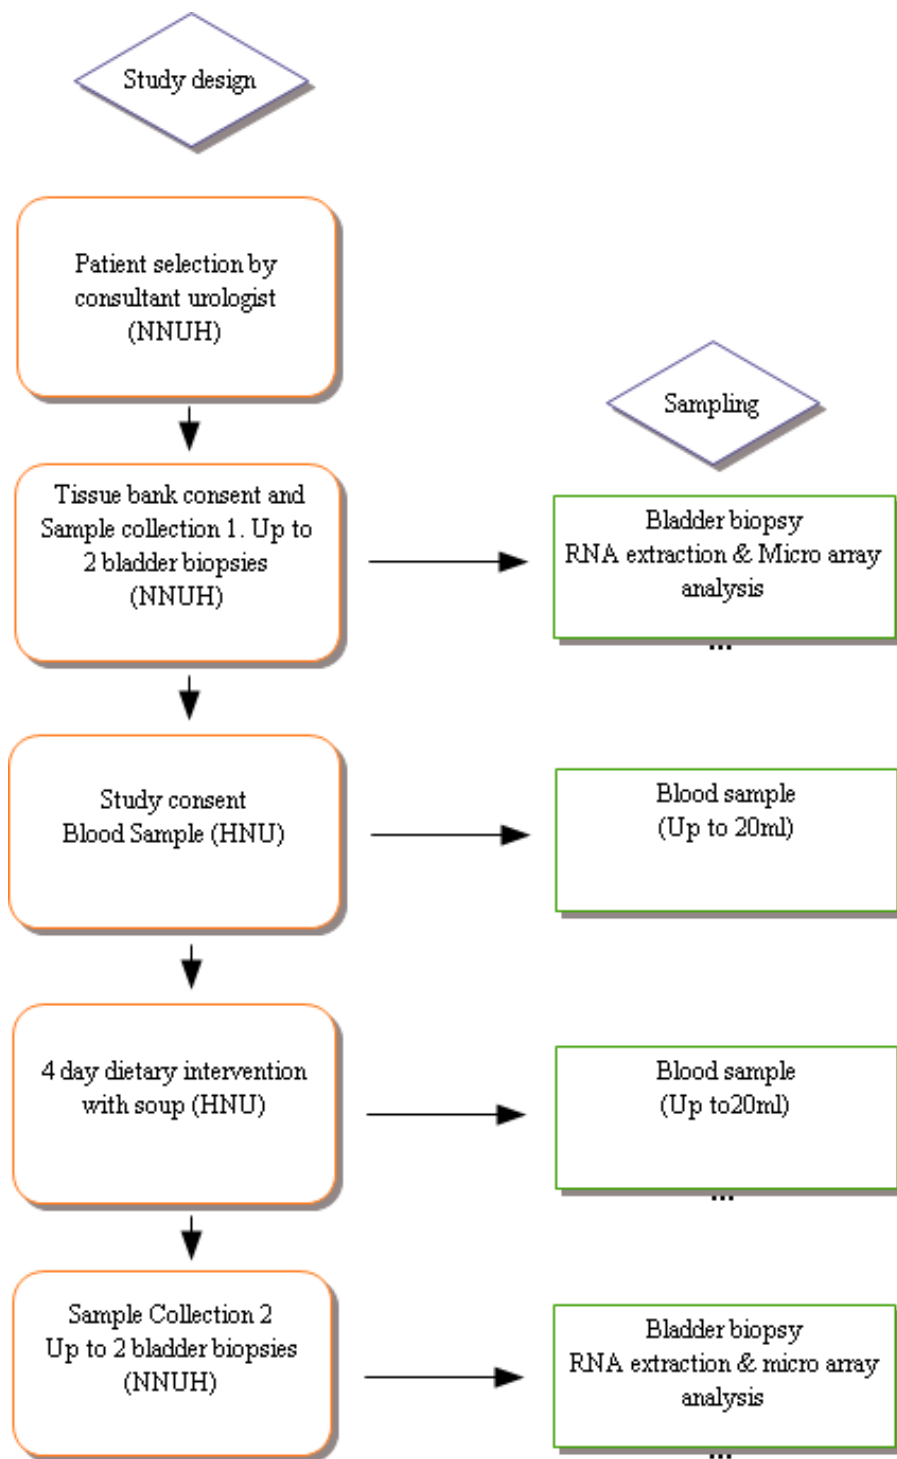 Study design
Patient selection by
consultant urologist
(NNUH)
Sampling
Tissue bank consent and
Sample collection 1. Up to
2 bladder biopsies
(NNUH)
Bladder biopsy
RNA extraction & Micro array
analysis
...
Study consent
Blood Sample (HNU)
Blood sample
(Up to 20ml)
4 day dietary intervention
with soup (HNU)
Blood sample
(Up to20ml)
...
Sample Collection 2
Up to 2 bladder biopsies
(NNUH)
Bladder biopsy
RNA extraction & micro array
analysis
...